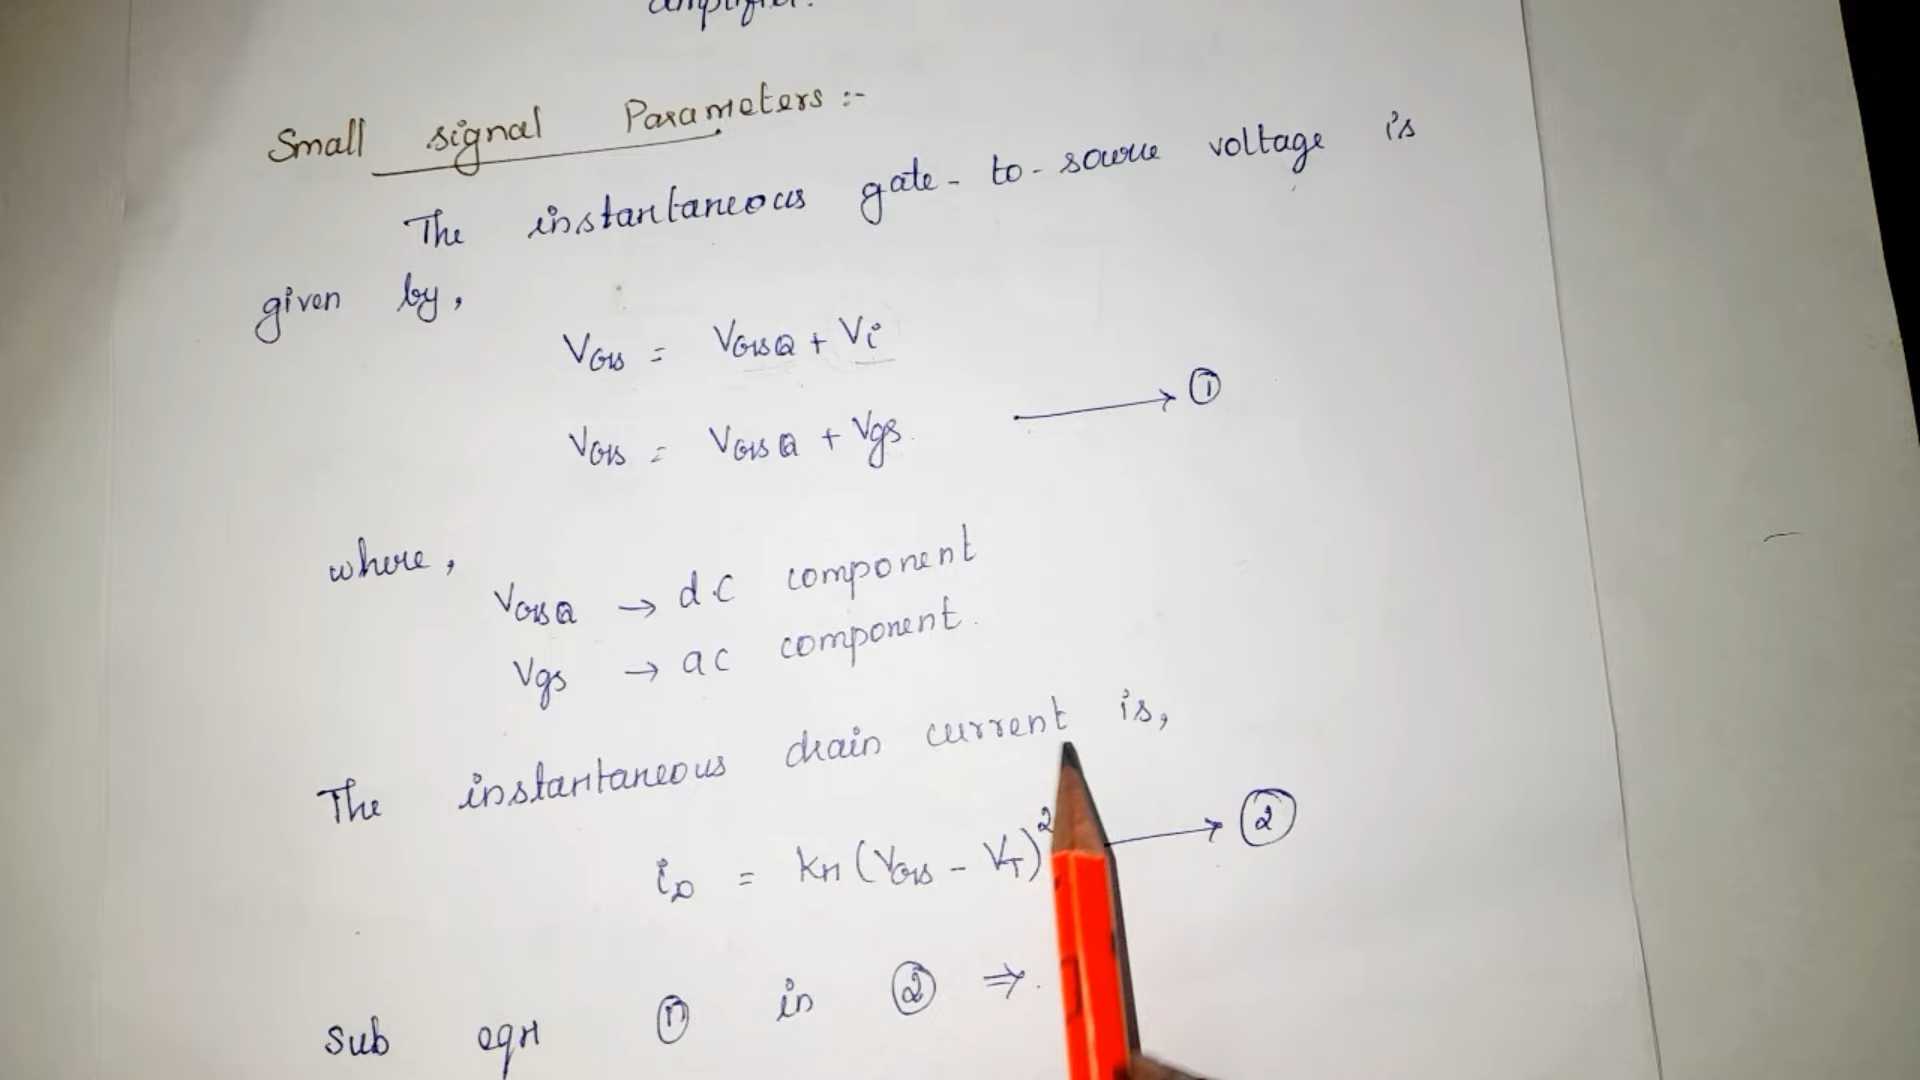 amplifier.
Small signal Parameters :-
The instantaneous gate-to-source voltage is
given by,
VGS = VGSQ + Vi
VGS = VGSQ + Vgs → ①
where,
VGSQ → d.c component
Vgs → ac component.
The instantaneous drain current is,
iD = Kn (VGS - VT)² → ②
Sub eqn ① in ② ⇒.